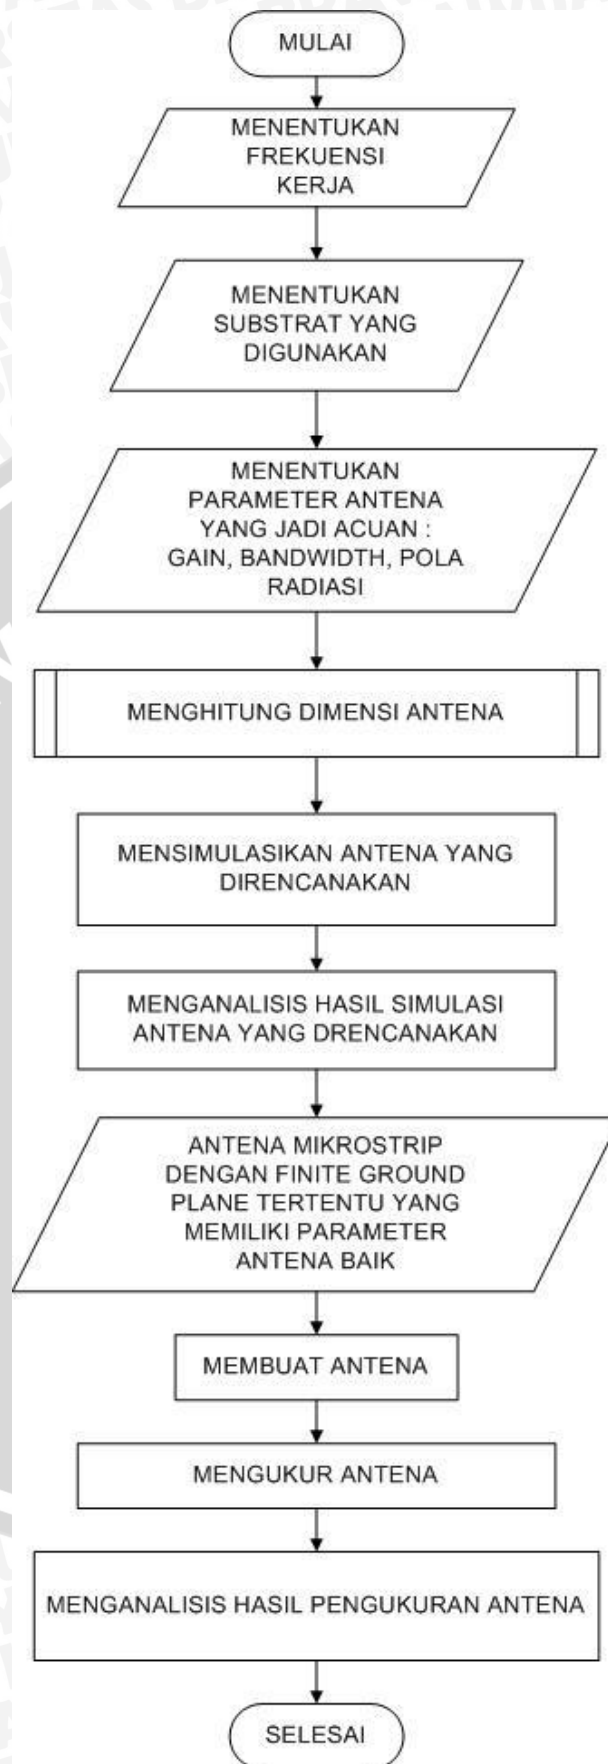 MULAI
MENENTUKAN
FREKUENSI
KERJA
MENENTUKAN
SUBSTRAT YANG
DIGUNAKAN
MENENTUKAN
PARAMETER ANTENA
YANG JADI ACUAN :
GAIN, BANDWIDTH, POLA
RADIASI
MENGHITUNG DIMENSI ANTENA
MENSIMULASIKAN ANTENA YANG
DIRENCANAKAN
MENGANALISIS HASIL SIMULASI
ANTENA YANG DRENCANAKAN
ANTENA MIKROSTRIP
DENGAN FINITE GROUND
PLANE TERTENTU YANG
MEMILIKI PARAMETER
ANTENA BAIK
MEMBUAT ANTENA
MENGUKUR ANTENA
MENGANALISIS HASIL PENGUKURAN ANTENA
SELESAI